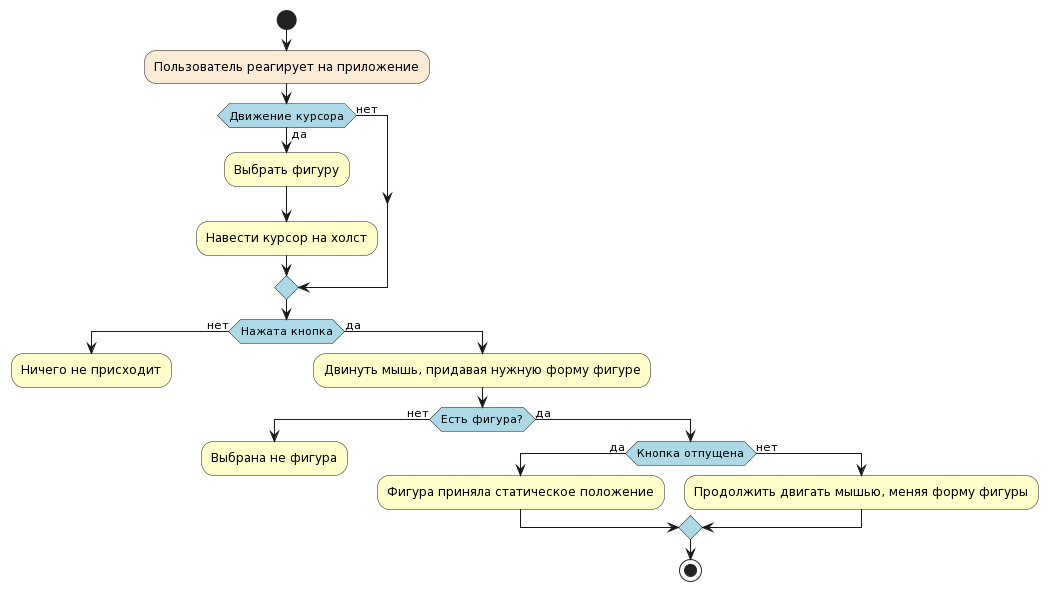 Пользователь реагирует на приложение
Движение курсора
нет
да
Выбрать фигуру
Навести курсор на холст
нет
Нажата кнопка
да
Ничего не присходит
Двинуть мышь, придавая нужную форму фигуре
нет
Есть фигура?
да
Выбрана не фигура
да
Кнопка отпущена
нет
Фигура приняла статическое положение
Продолжить двигать мышью, меняя форму фигуры